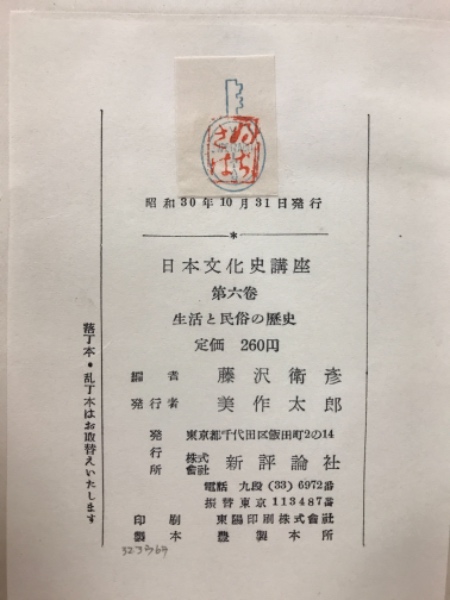 昭和30年10月31日発行
日本文化史講座
第六巻
生活と民俗の歴史
定価 260円
編者 藤沢衛彦
発行者 美作太郎
発行所 東京都千代田区飯田町2の14
株式会社 新評論社
電話 九段 (33) 6972番
振替東京 113487番
印刷 東陽印刷株式会社
製本 豊製本所
落丁本・乱丁本はお取替えいたします